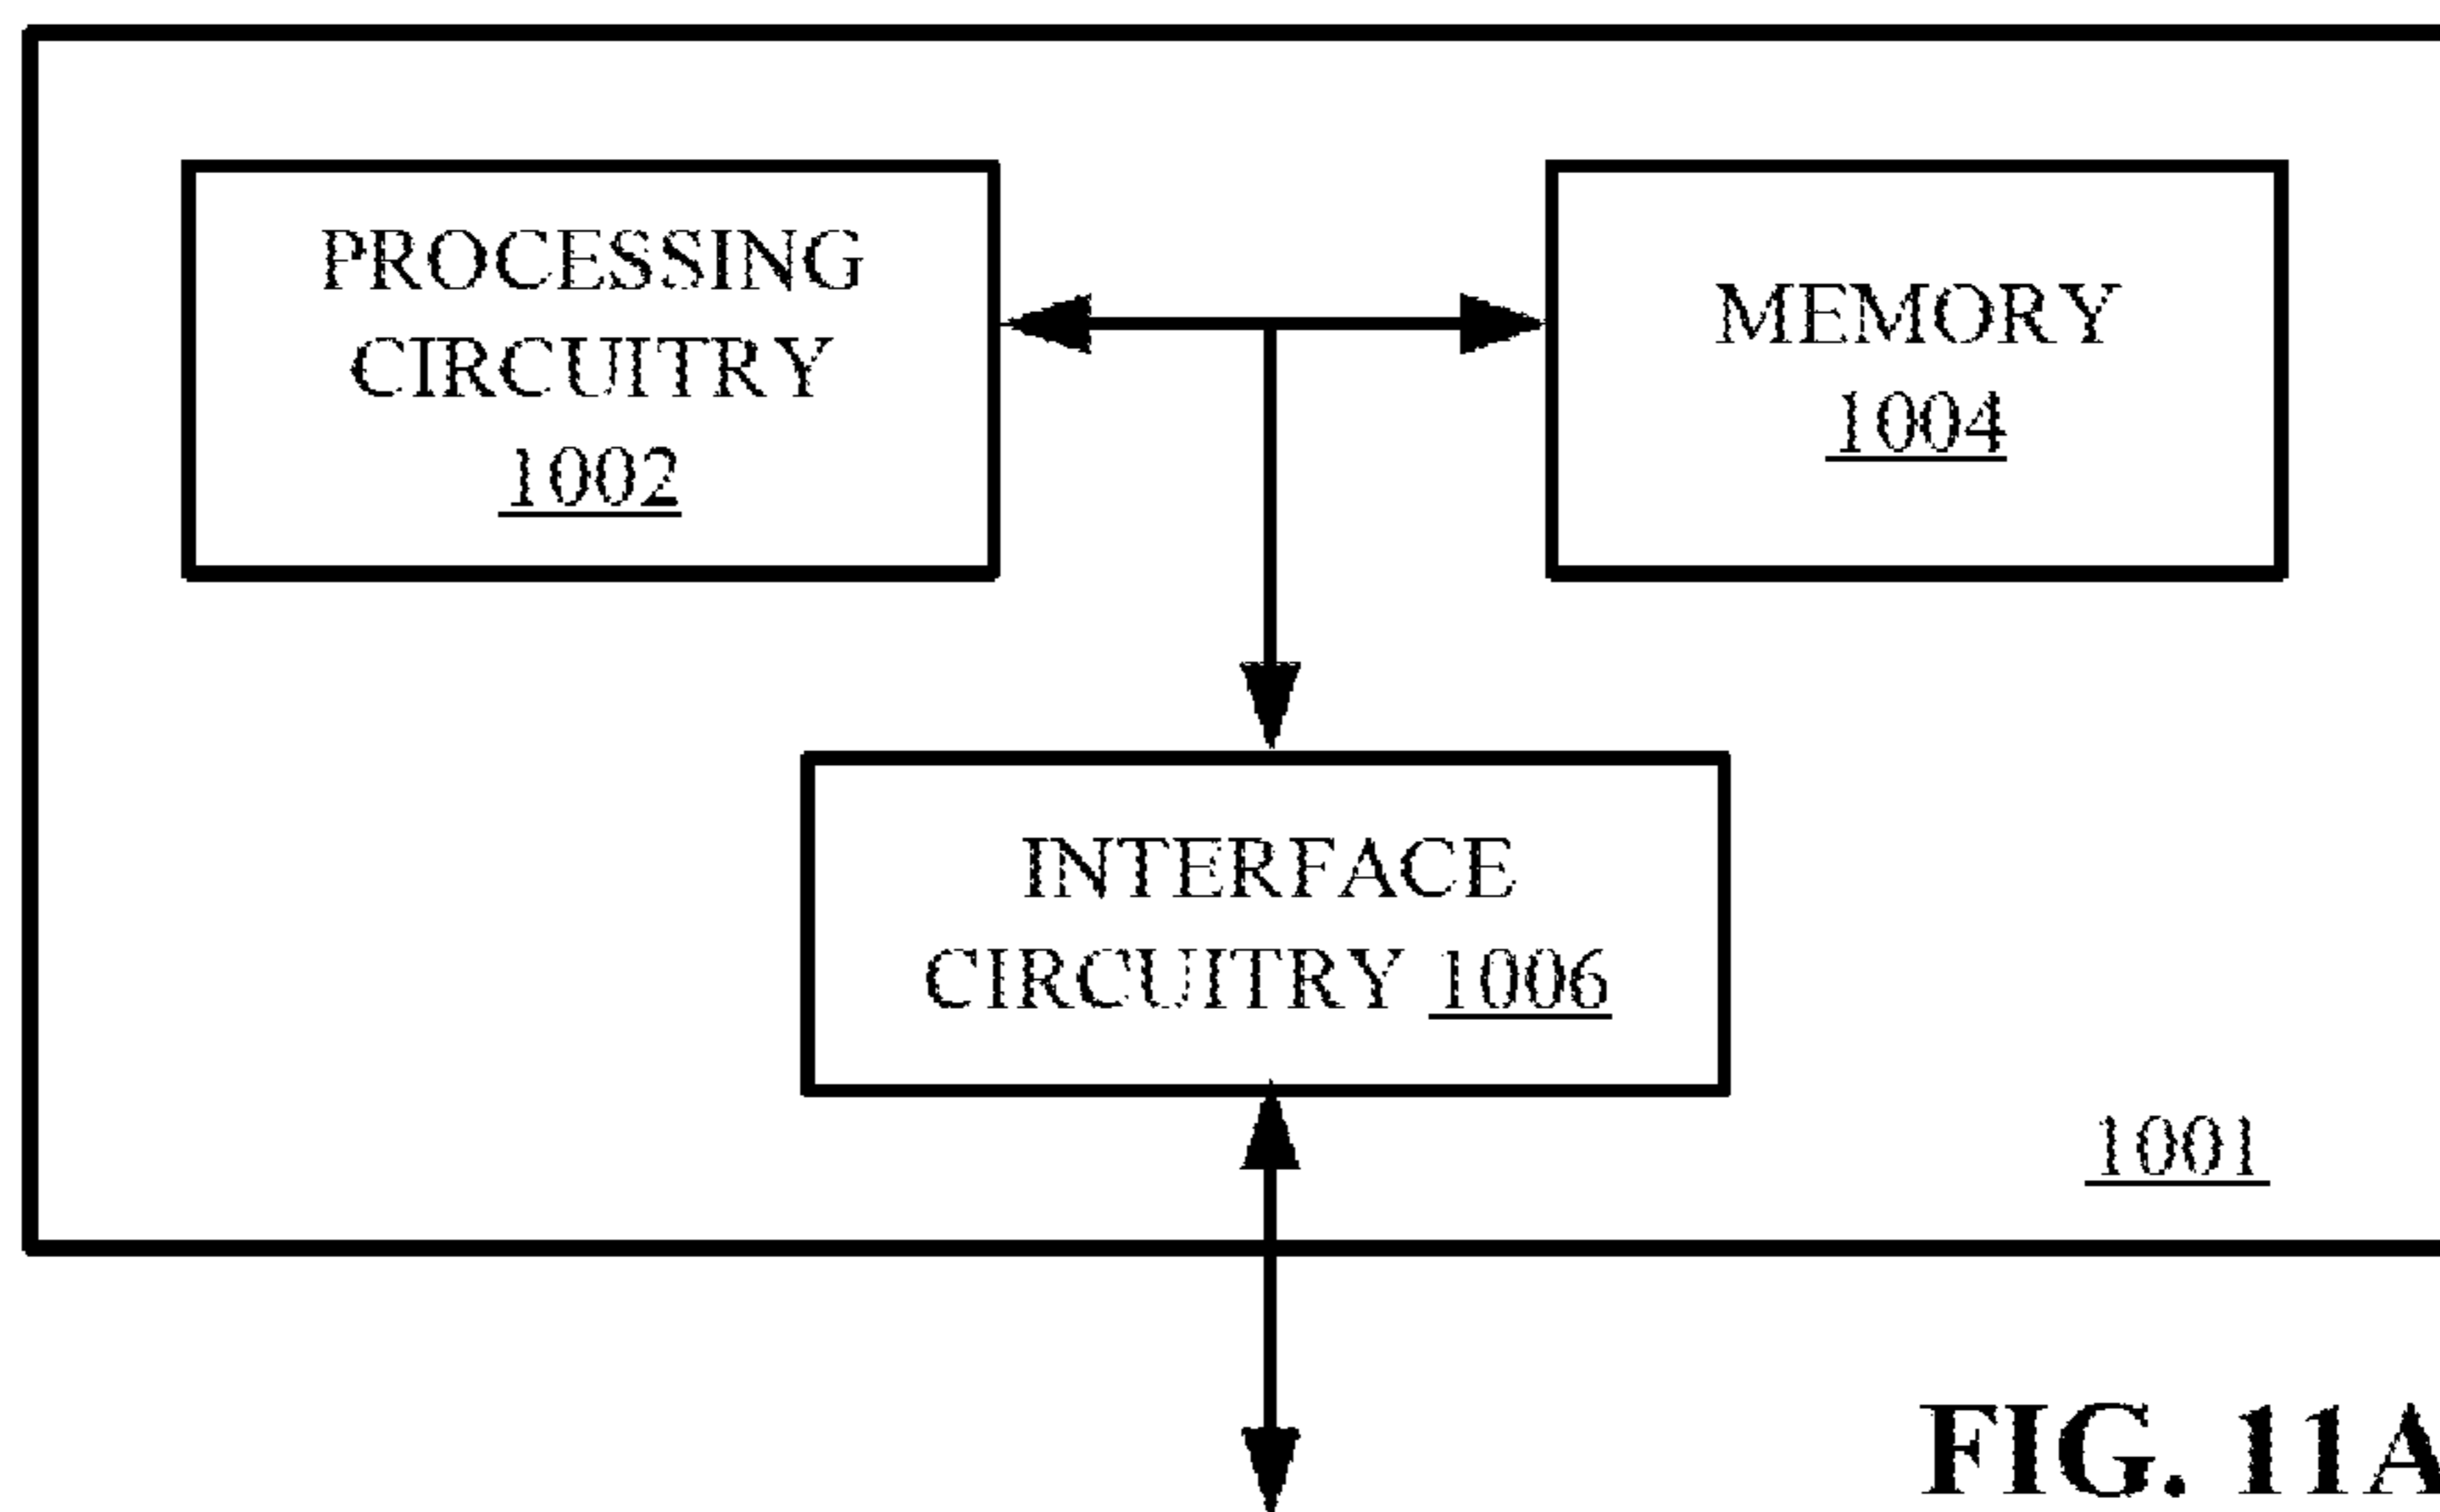 PROCESSING
CIRCUITRY
1002
MEMORY
1004
INTERFACE
CIRCUITRY 1006
1001
FIG. 11A